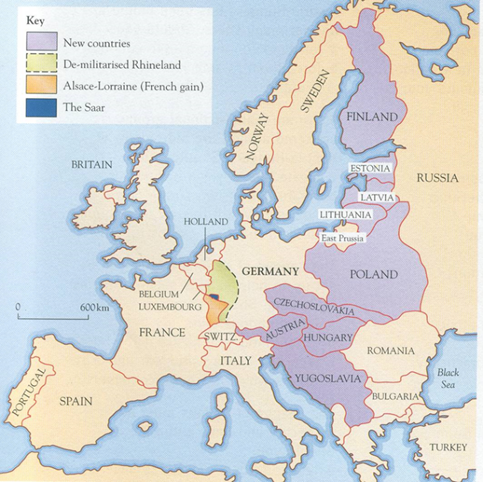 Key
New countries
De-militarised Rhineland
Alsace-Lorraine (French gain)
The Saar
NORWAY
SWEDEN
FINLAND
RUSSIA
ESTONIA
LATVIA
LITHUANIA
East Prussia
BRITAIN
HOLLAND
GERMANY
POLAND
BELGIUM
LUXEMBOURG
CZECHOSLOVAKIA
0 600km
FRANCE
SWITZ.
AUSTRIA
HUNGARY
ROMANIA
ITALY
YUGOSLAVIA
Black
Sea
BULGARIA
PORTUGAL
SPAIN
TURKEY